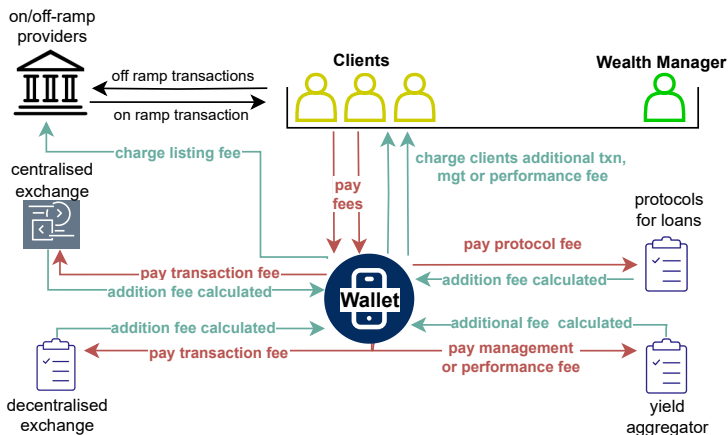 on/off-ramp
providers
Clients
Wealth Manager
off ramp transactions
on ramp transaction
charge listing fee
charge clients additional txn,
mgt or performance fee
centralised
exchange
pay
fees
protocols
for loans
pay protocol fee
pay transaction fee
addition fee calculated
addition fee calculated
Wallet
addition fee calculated
additional fee calculated
pay transaction fee
pay management
or performance fee
decentralised
exchange
yield
aggregator